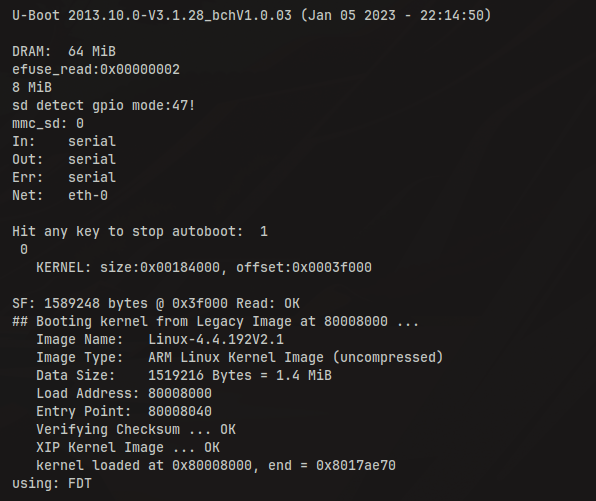 U-Boot 2013.10.0-V3.1.28_bchV1.0.03 (Jan 05 2023 - 22:14:50)
DRAM:  64 MiB
efuse_read:0x00000002
8 MiB
sd detect gpio mode:47!
mmc_sd: 0
In:    serial
Out:   serial
Err:   serial
Net:   eth-0
Hit any key to stop autoboot:  1
 0
   KERNEL: size:0x00184000, offset:0x0003f000
SF: 1589248 bytes @ 0x3f000 Read: OK
## Booting kernel from Legacy Image at 80008000 ...
   Image Name:   Linux-4.4.192V2.1
   Image Type:   ARM Linux Kernel Image (uncompressed)
   Data Size:    1519216 Bytes = 1.4 MiB
   Load Address: 80008000
   Entry Point:  80008040
   Verifying Checksum ... OK
   XIP Kernel Image ... OK
   kernel loaded at 0x80008000, end = 0x8017ae70
using: FDT